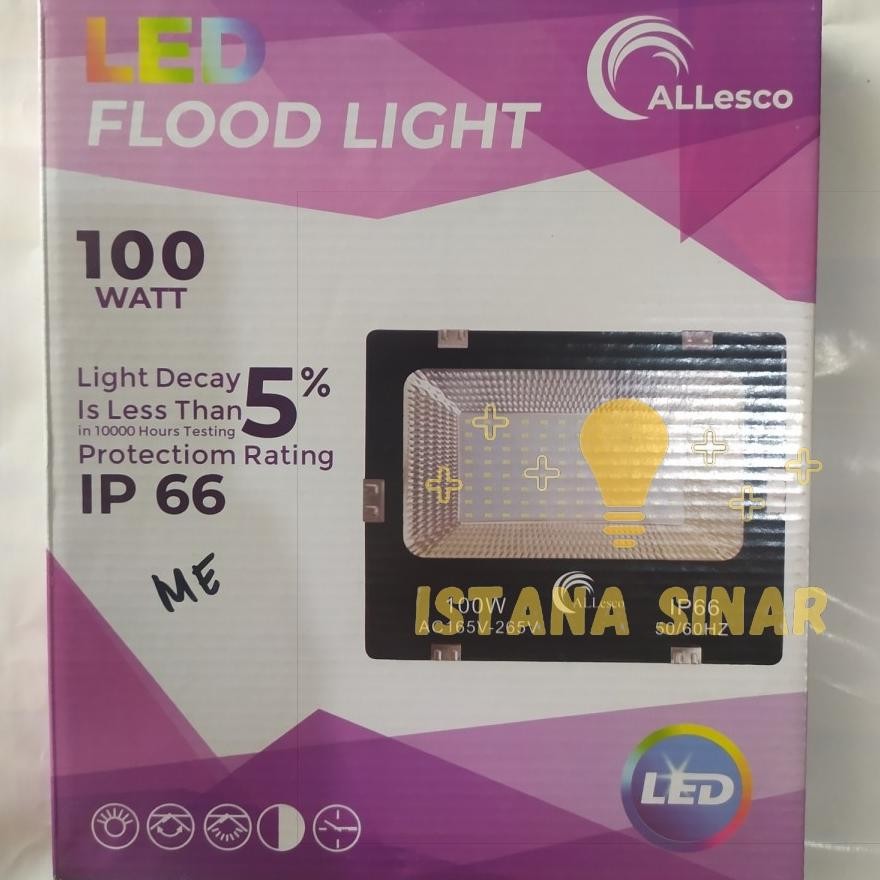 LED
FLOOD LIGHT
ALLesco
100
WATT
Light Decay
Is Less Than
5%
in 10000 Hours Testing
Protectiom Rating
IP 66
ME
ISTANA SINAR
100W
ALLesco
IP66
AC165V-265V
50/60HZ
LED